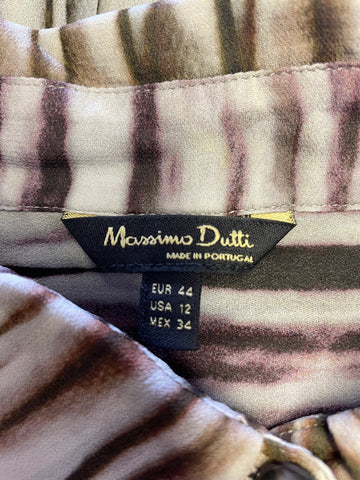 Massimo Dutti
MADE IN PORTUGAL
EUR 44
USA 12
MEX 34